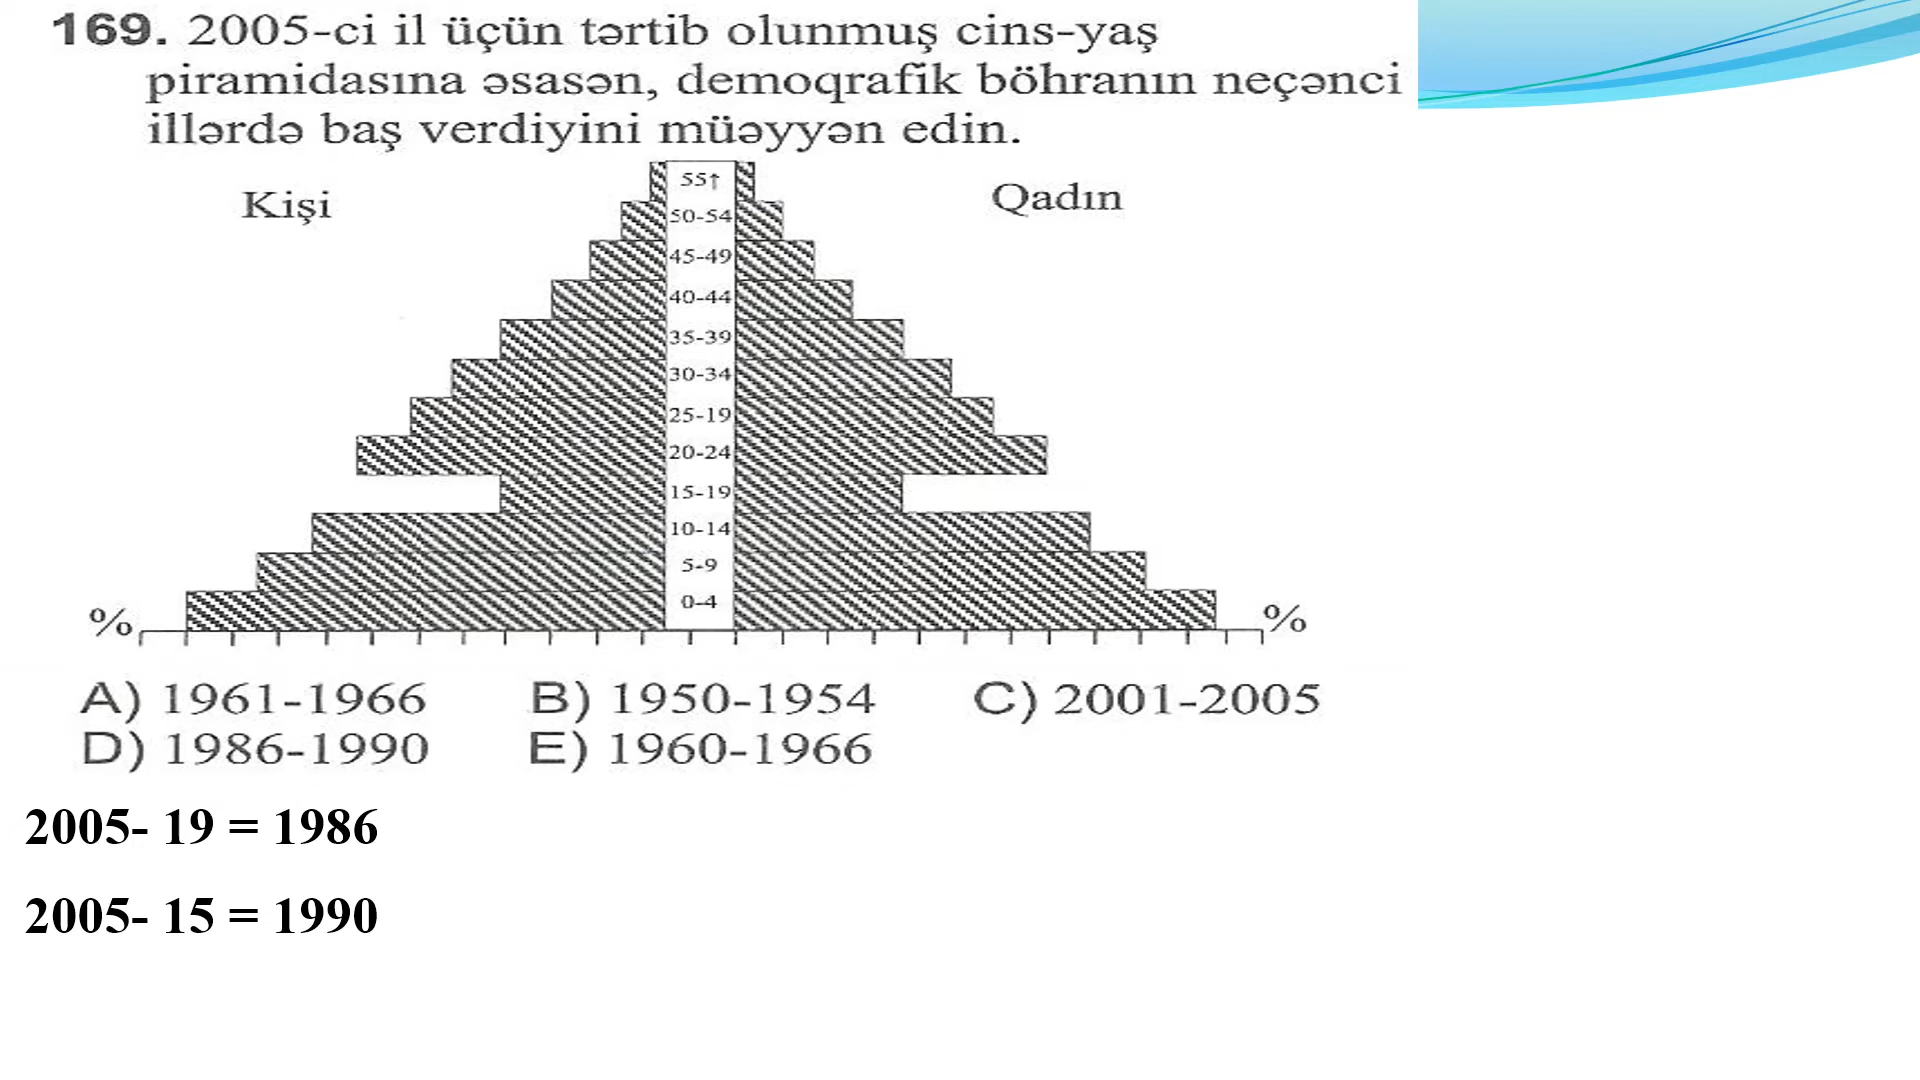 169. 2005-ci il üçün tərtib olunmuş cins-yaş
piramidasına əsasən, demoqrafik böhranın neçənci
illərdə baş verdiyini müəyyən edin.
Kişi
Qadın
55↑
50-54
45-49
40-44
35-39
30-34
25-19
20-24
15-19
10-14
5-9
0-4
%
%
A) 1961-1966 B) 1950-1954 C) 2001-2005
D) 1986-1990 E) 1960-1966
2005- 19 = 1986
2005- 15 = 1990